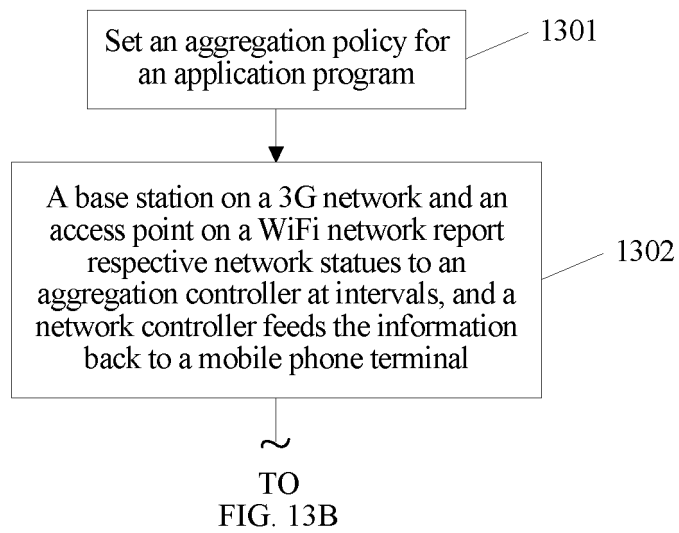 Set an aggregation policy for
an application program
1301
A base station on a 3G network and an
access point on a WiFi network report
respective network statues to an
aggregation controller at intervals, and a
network controller feeds the information
back to a mobile phone terminal
1302
~
TO
FIG. 13B